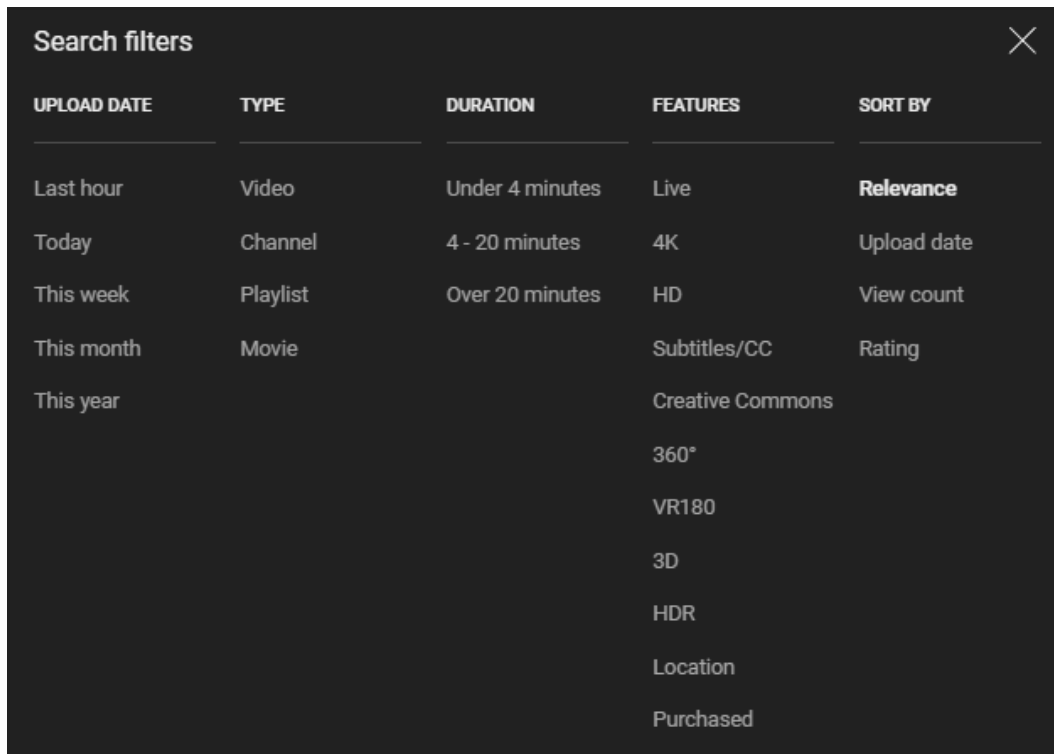 Search filters
UPLOAD DATE
Last hour
Today
This week
This month
This year
TYPE
Video
Channel
Playlist
Movie
DURATION
Under 4 minutes
4 - 20 minutes
Over 20 minutes
FEATURES
Live
4K
HD
Subtitles/CC
Creative Commons
360°
VR180
3D
HDR
Location
Purchased
SORT BY
Relevance
Upload date
View count
Rating